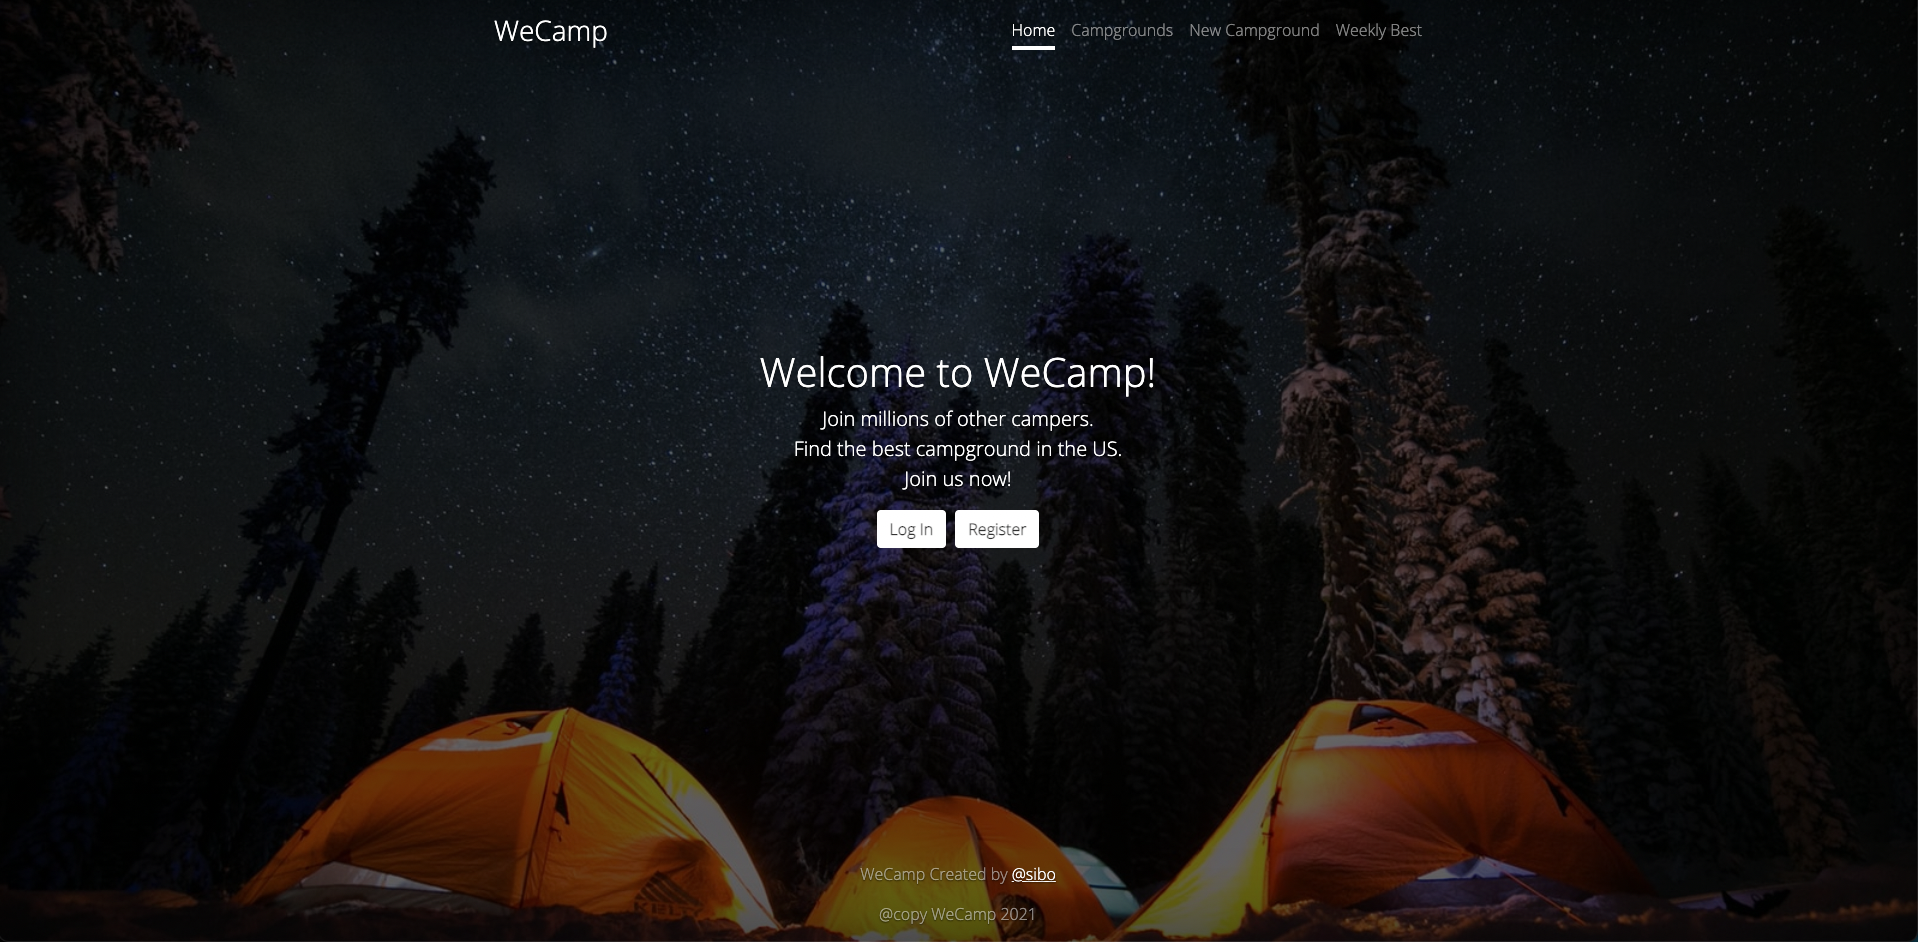 WeCamp
Home Campgrounds New Campground Weekly Best
Welcome to WeCamp!
Join millions of other campers.
Find the best campground in the US.
Join us now!
Log In Register
WeCamp Created by @sibo
@copy WeCamp 2021